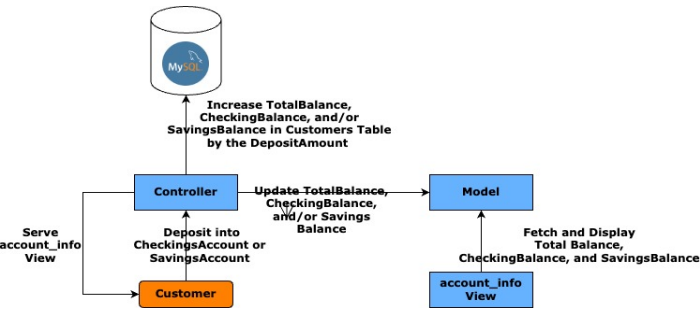 MySQL
Increase TotalBalance,
CheckingBalance, and/or
SavingsBalance in Customers Table
by the DepositAmount
Controller
Update TotalBalance,
CheckingBalance,
and/or Savings
Balance
Model
Serve
account_info
View
Deposit into
CheckingsAccount or
SavingsAccount
Fetch and Display
Total Balance,
CheckingBalance, and SavingsBalance
Customer
account_info
View